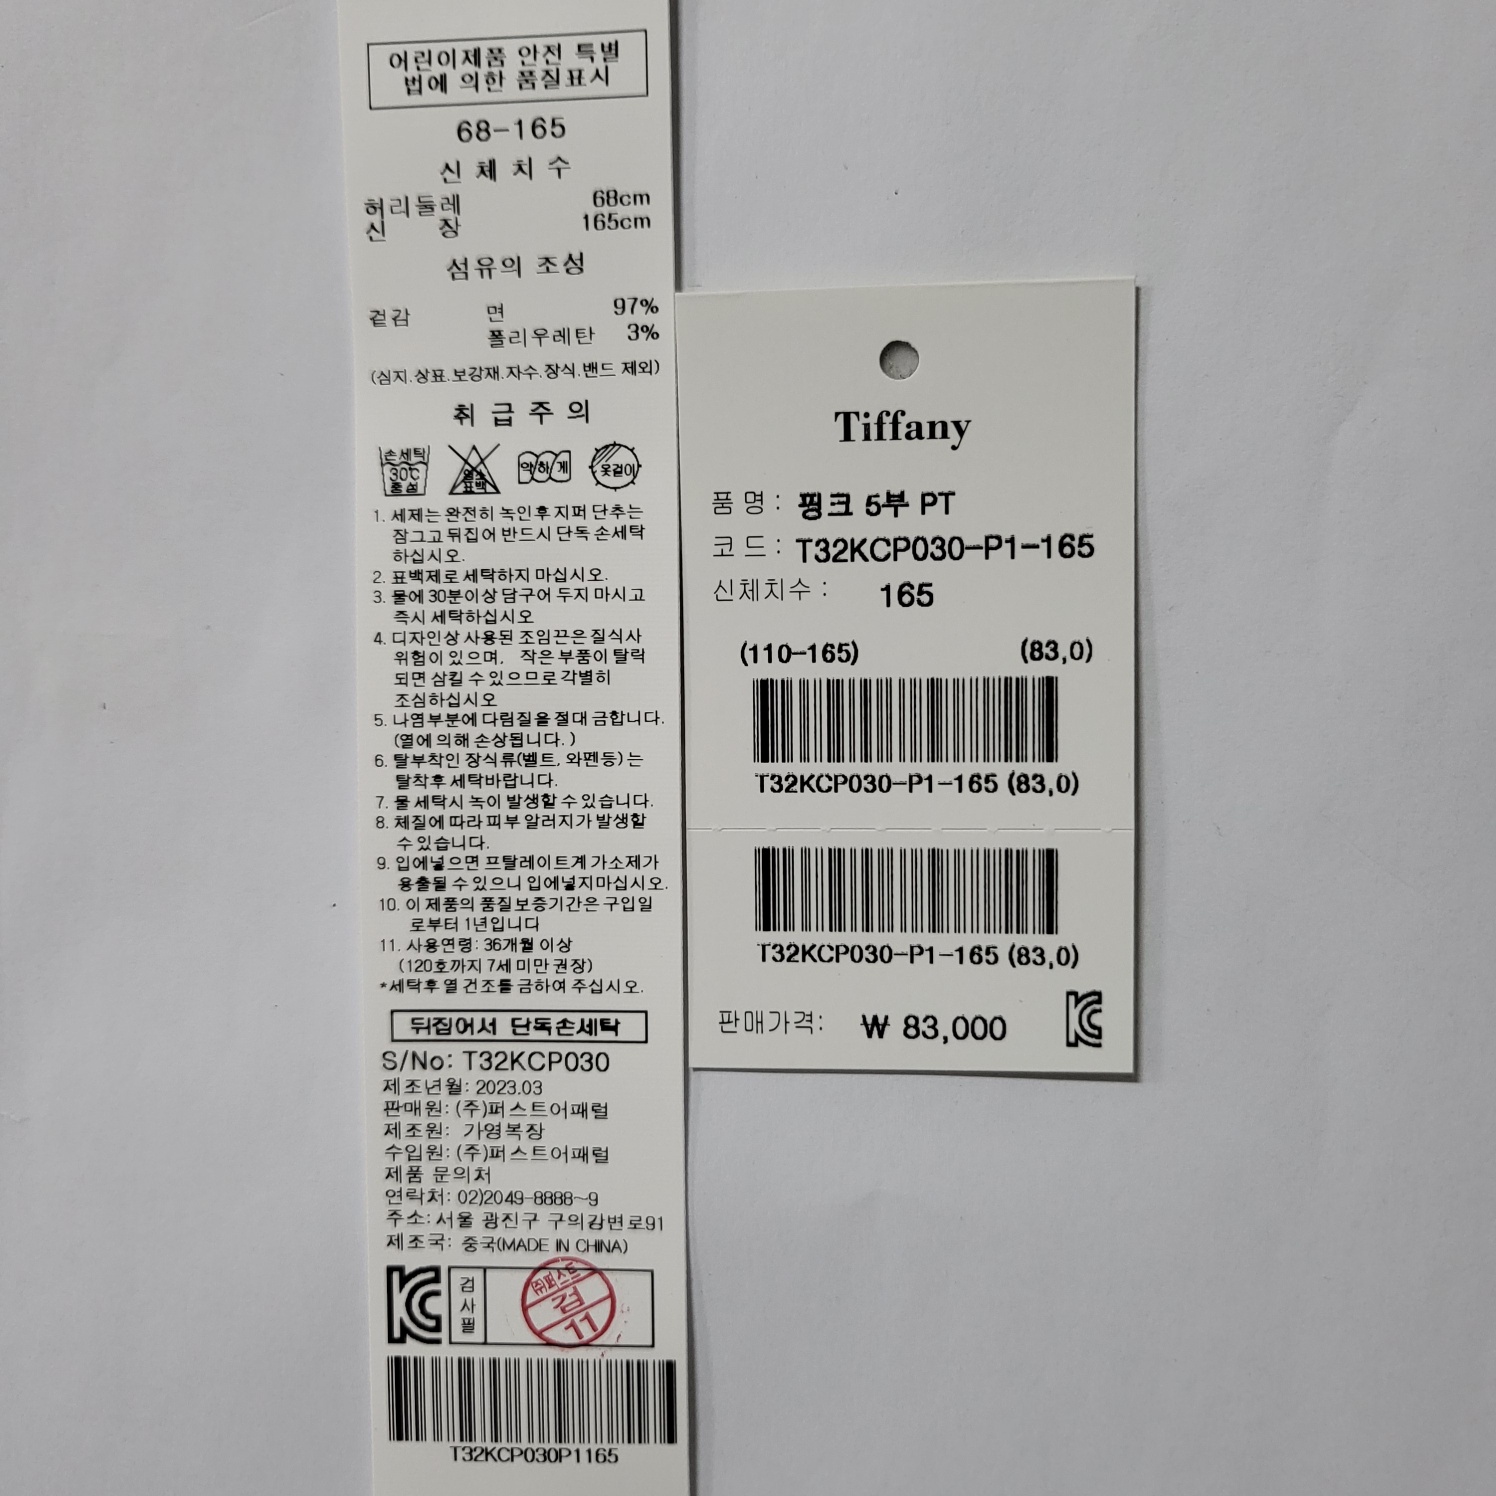 어린이제품 안전 특별
법에 의한 품질표시
68-165
신체치수
허리둘레 68cm
신 장 165cm
섬유의 조성
겉감 면 97%
폴리우레탄 3%
(심지.상표.보강재.자수.장식.밴드 제외)
취급주의
손세탁 30℃ 중성 염소 표백 약하게 옷걸이
1. 세제는 완전히 녹인후 지퍼 단추는
잠그고 뒤집어 반드시 단독 손세탁
하십시오.
2. 표백제로 세탁하지 마십시오.
3. 물에 30분이상 담구어 두지 마시고
즉시 세탁하십시오
4. 디자인상 사용된 조임끈은 질식사
위험이 있으며, 작은 부품이 탈락
되면 삼킬 수 있으므로 각별히
조심하십시오
5. 나염부분에 다림질을 절대 금합니다.
(열에 의해 손상됩니다. )
6. 탈부착인 장식류(벨트, 와펜등) 는
탈착후 세탁바랍니다.
7. 물 세탁시 녹이 발생할 수 있습니다.
8. 체질에 따라 피부 알러지가 발생할
수 있습니다.
9. 입에넣으면 프탈레이트계 가소제가
용출될 수 있으니 입에넣지마십시오.
10. 이 제품의 품질보증기간은 구입일
로부터 1년입니다
11. 사용연령: 36개월 이상
(120호까지 7세 미만 권장)
*세탁후 열 건조를 금하여 주십시오.
뒤집어서 단독손세탁
S/No: T32KCP030
제조년월: 2023.03
판매원: (주)퍼스트어패럴
제조원: 가영복장
수입원: (주)퍼스트어패럴
제품 문의처
연락처: 02)2049-8888~9
주소: 서울 광진구 구의강변로91
제조국: 중국(MADE IN CHINA)
KC 검사필 ㈜퍼스트 검 11
T32KCP030P1165
Tiffany
품 명 : 핑크 5부 PT
코 드 : T32KCP030-P1-165
신체치수 : 165
(110-165) (83,0)
T32KCP030-P1-165 (83,0)
T32KCP030-P1-165 (83,0)
판매가격: ₩ 83,000 KC